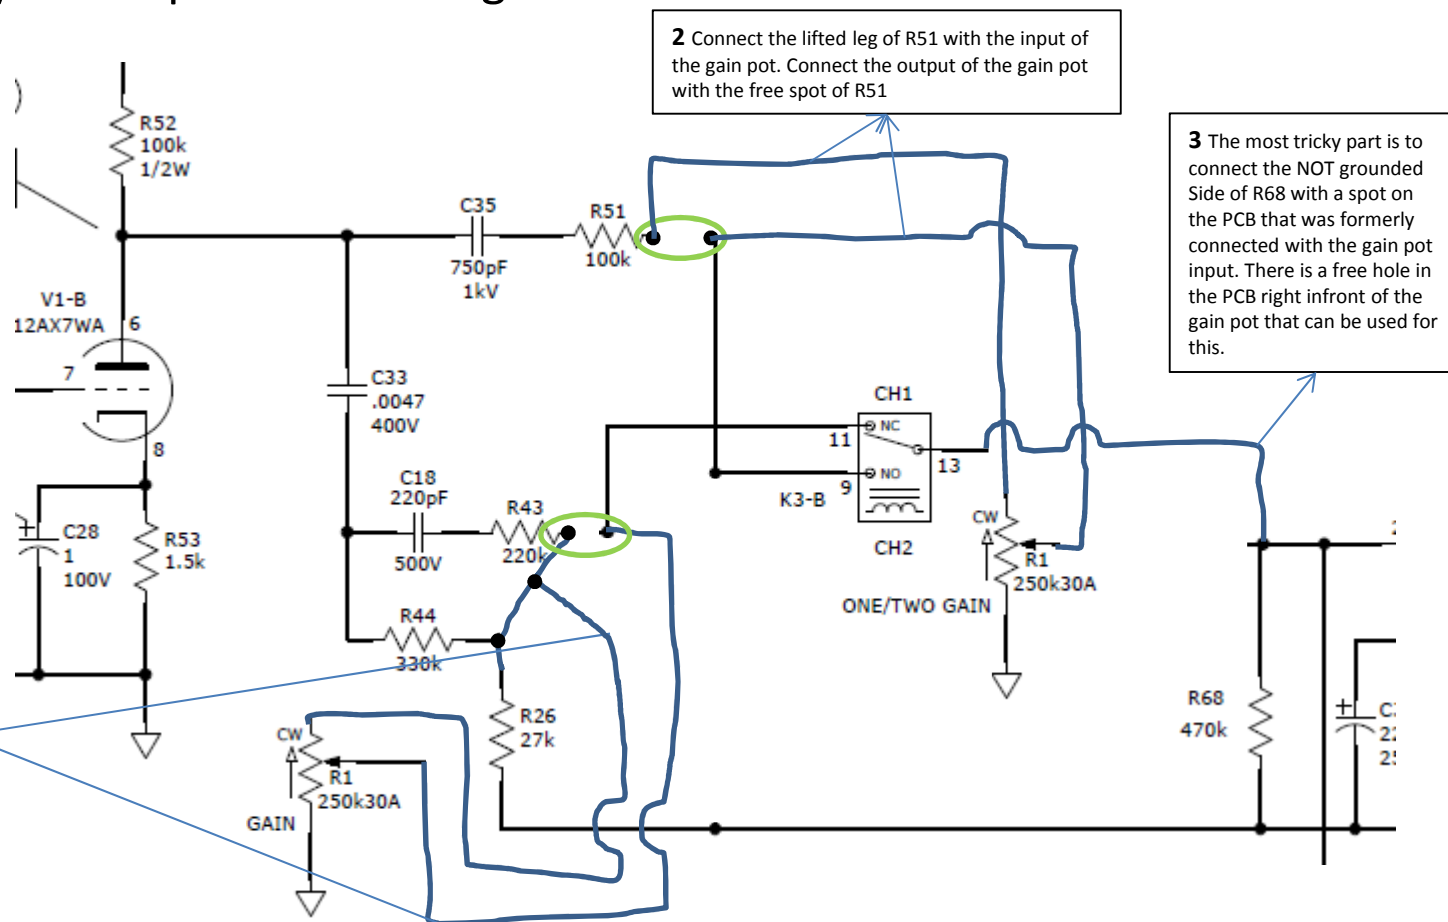 2 Connect the lifted leg of R51 with the input of
the gain pot. Connect the output of the gain pot
with the free spot of R51
3 The most tricky part is to
connect the NOT grounded
Side of R68 with a spot on
the PCB that was formerly
connected with the gain pot
input. There is a free hole in
the PCB right infront of the
gain pot that can be used for
this.
R52
100k
1/2W
C35
750pF
1kV
R51
100k
V1-B
12AX7WA
6
7
8
C33
.0047
400V
CH1
NC
11
13
NO
9
K3-B
CH2
C18
220pF
500V
R43
220k
C28
1
100V
R53
1.5k
CW
R1
250k30A
ONE/TWO GAIN
R44
330k
R26
27k
R68
470k
CW
R1
250k30A
GAIN